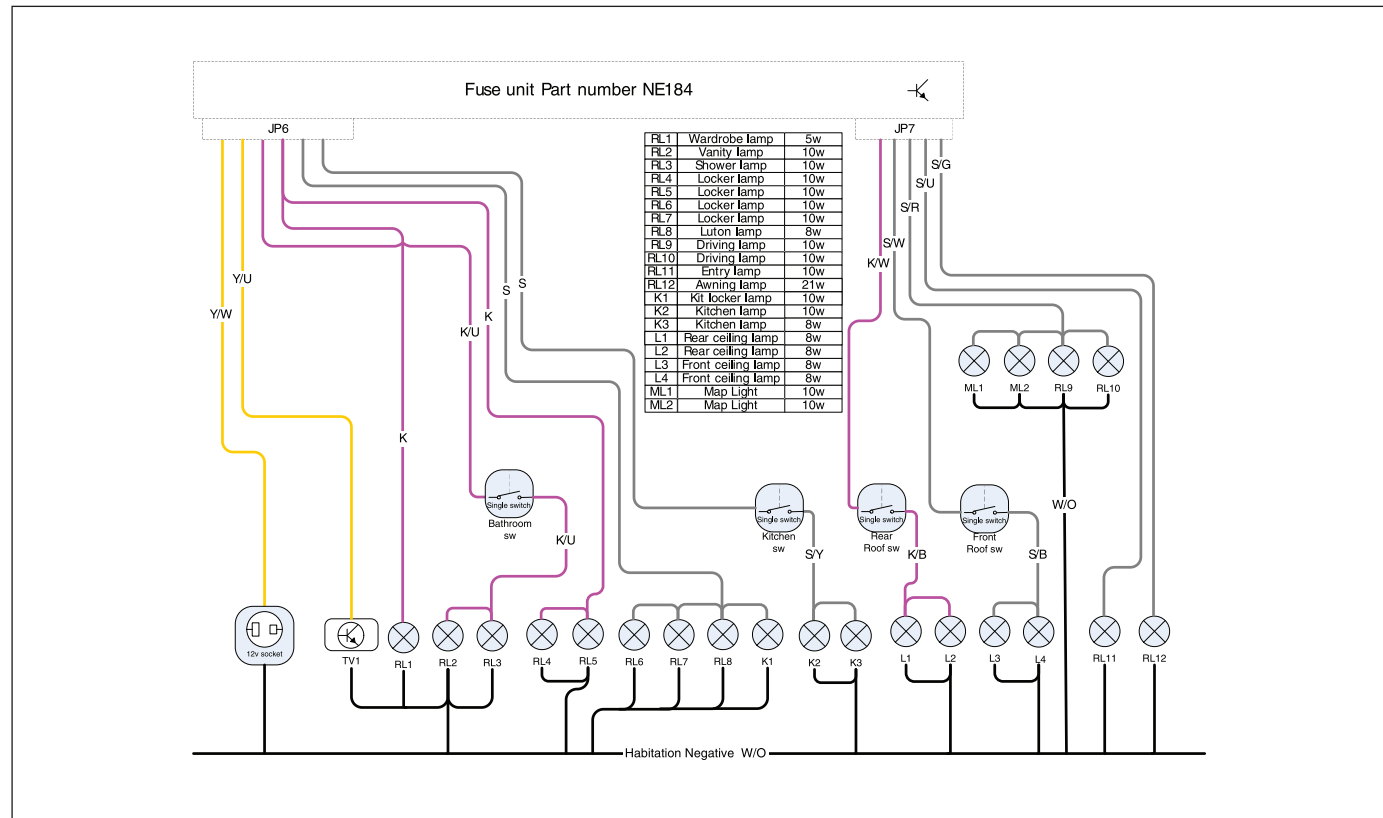 Fuse unit Part number NE184
JP6
JP7
RL1 Wardrobe lamp 5w
RL2 Vanity lamp 10w
RL3 Shower lamp 10w
RL4 Locker lamp 10w
RL5 Locker lamp 10w
RL6 Locker lamp 10w
RL7 Locker lamp 10w
RL8 Luton lamp 8w
RL9 Driving lamp 10w
RL10 Driving lamp 10w
RL11 Entry lamp 10w
RL12 Awning lamp 21w
K1 Kit locker lamp 10w
K2 Kitchen lamp 10w
K3 Kitchen lamp 8w
L1 Rear ceiling lamp 8w
L2 Rear ceiling lamp 8w
L3 Front ceiling lamp 8w
L4 Front ceiling lamp 8w
ML1 Map Light 10w
ML2 Map Light 10w
S/G
S/U
S/R
S/W
K/W
Y/U
Y/W
S
S
K
K/U
K
ML1 ML2 RL9 RL10
W/O
Single switch
Bathroom
sw
K/U
Single switch
Kitchen
sw
S/Y
Single switch
Rear
Roof sw
K/B
Single switch
Front
Roof sw
S/B
12v socket
TV1 RL1 RL2 RL3 RL4 RL5 RL6 RL7 RL8 K1 K2 K3 L1 L2 L3 L4 RL11 RL12
Habitation Negative W/O